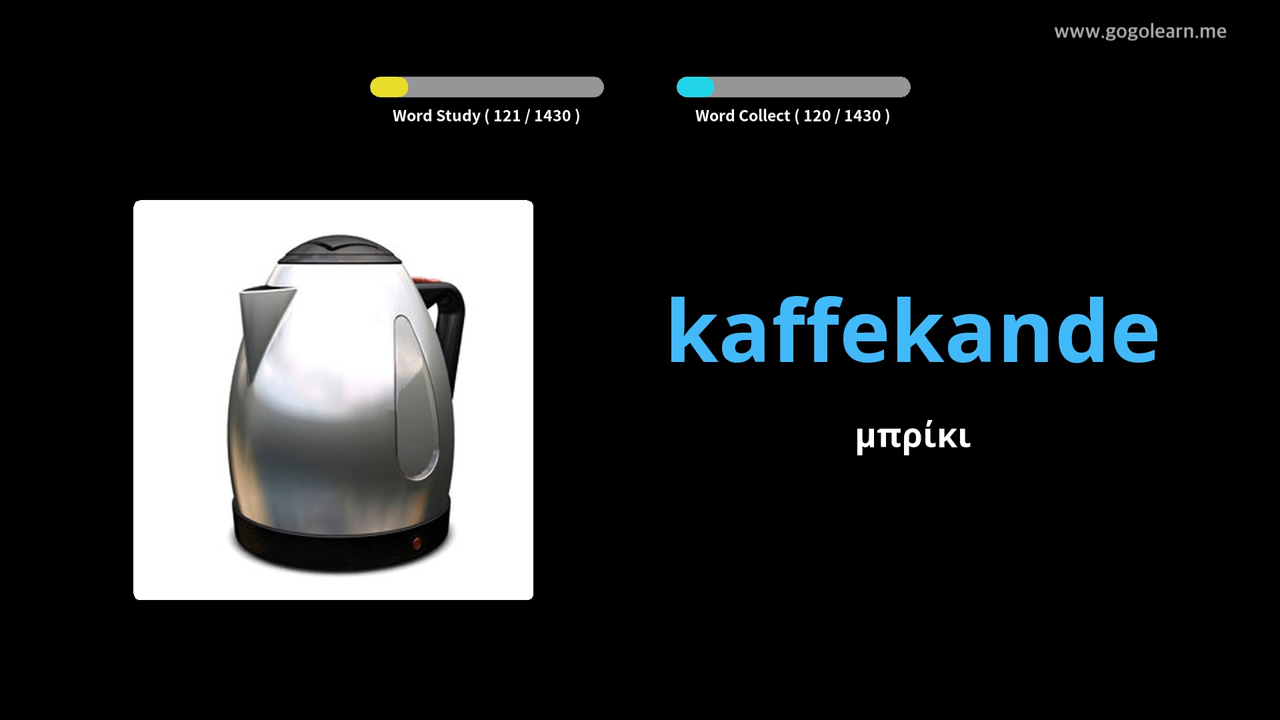 www.gogolearn.me
Word Study ( 121 / 1430 )
Word Collect ( 120 / 1430 )
kaffekande
μπρίκι